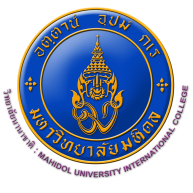 อตฺตานํ อุปมํ กเร
มหาวิทยาลัยมหิดล
วิทยาลัยนานาชาติ : MAHIDOL UNIVERSITY INTERNATIONAL COLLEGE